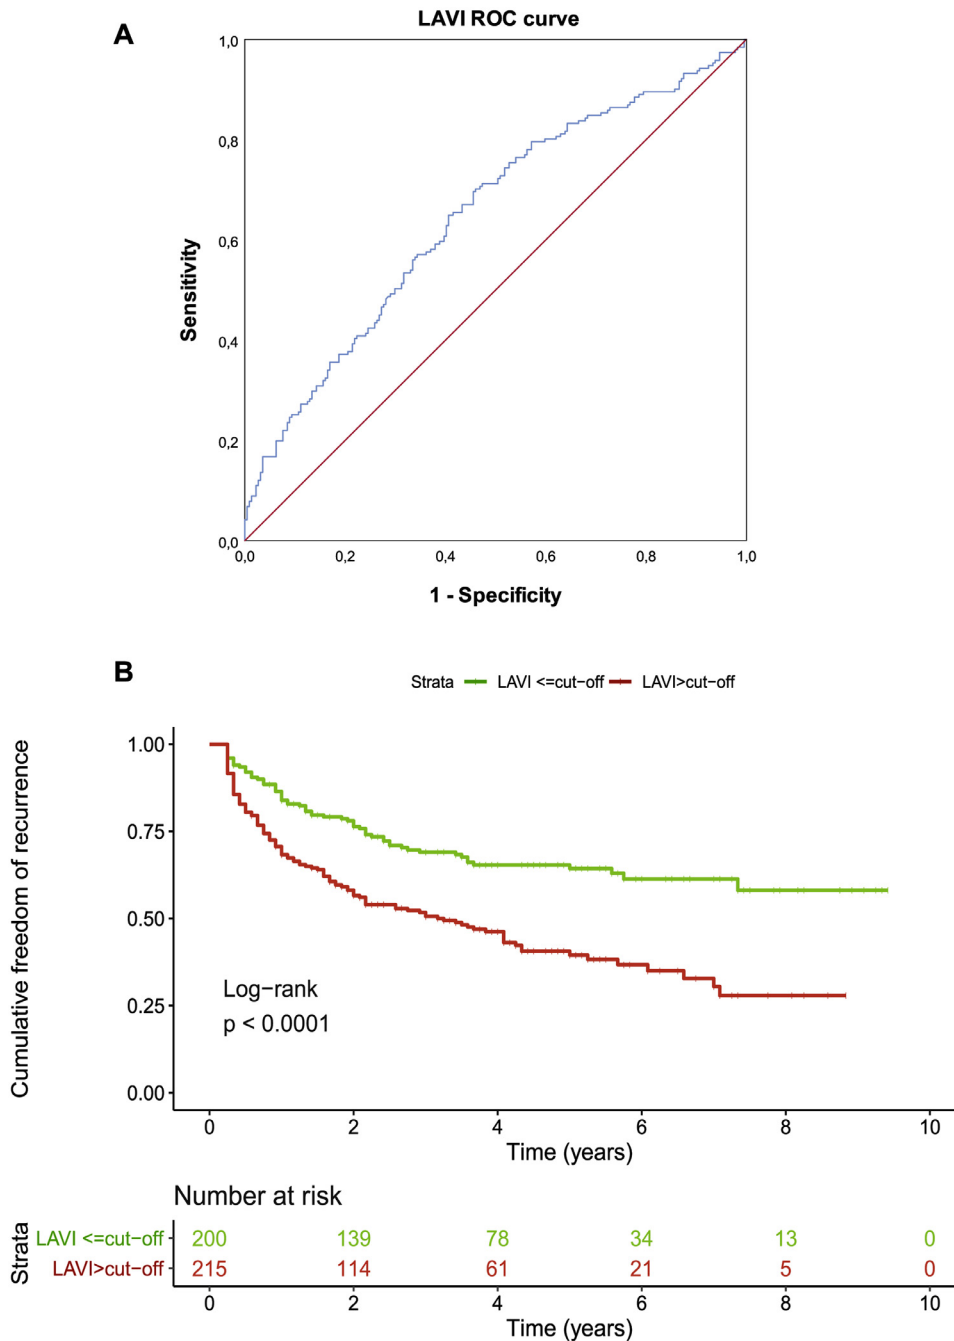 A
LAVI ROC curve
1,0
0,8
0,6
0,4
0,2
0,0
Sensitivity
0,0 0,2 0,4 0,6 0,8 1,0
1 - Specificity
B
Strata LAVI <=cut-off LAVI>cut-off
Cumulative freedom of recurrence
1.00
0.75
0.50
0.25
0.00
Log-rank
p < 0.0001
0 2 4 6 8 10
Time (years)
Number at risk
Strata
LAVI <=cut-off 200 139 78 34 13 0
LAVI>cut-off 215 114 61 21 5 0
0 2 4 6 8 10
Time (years)